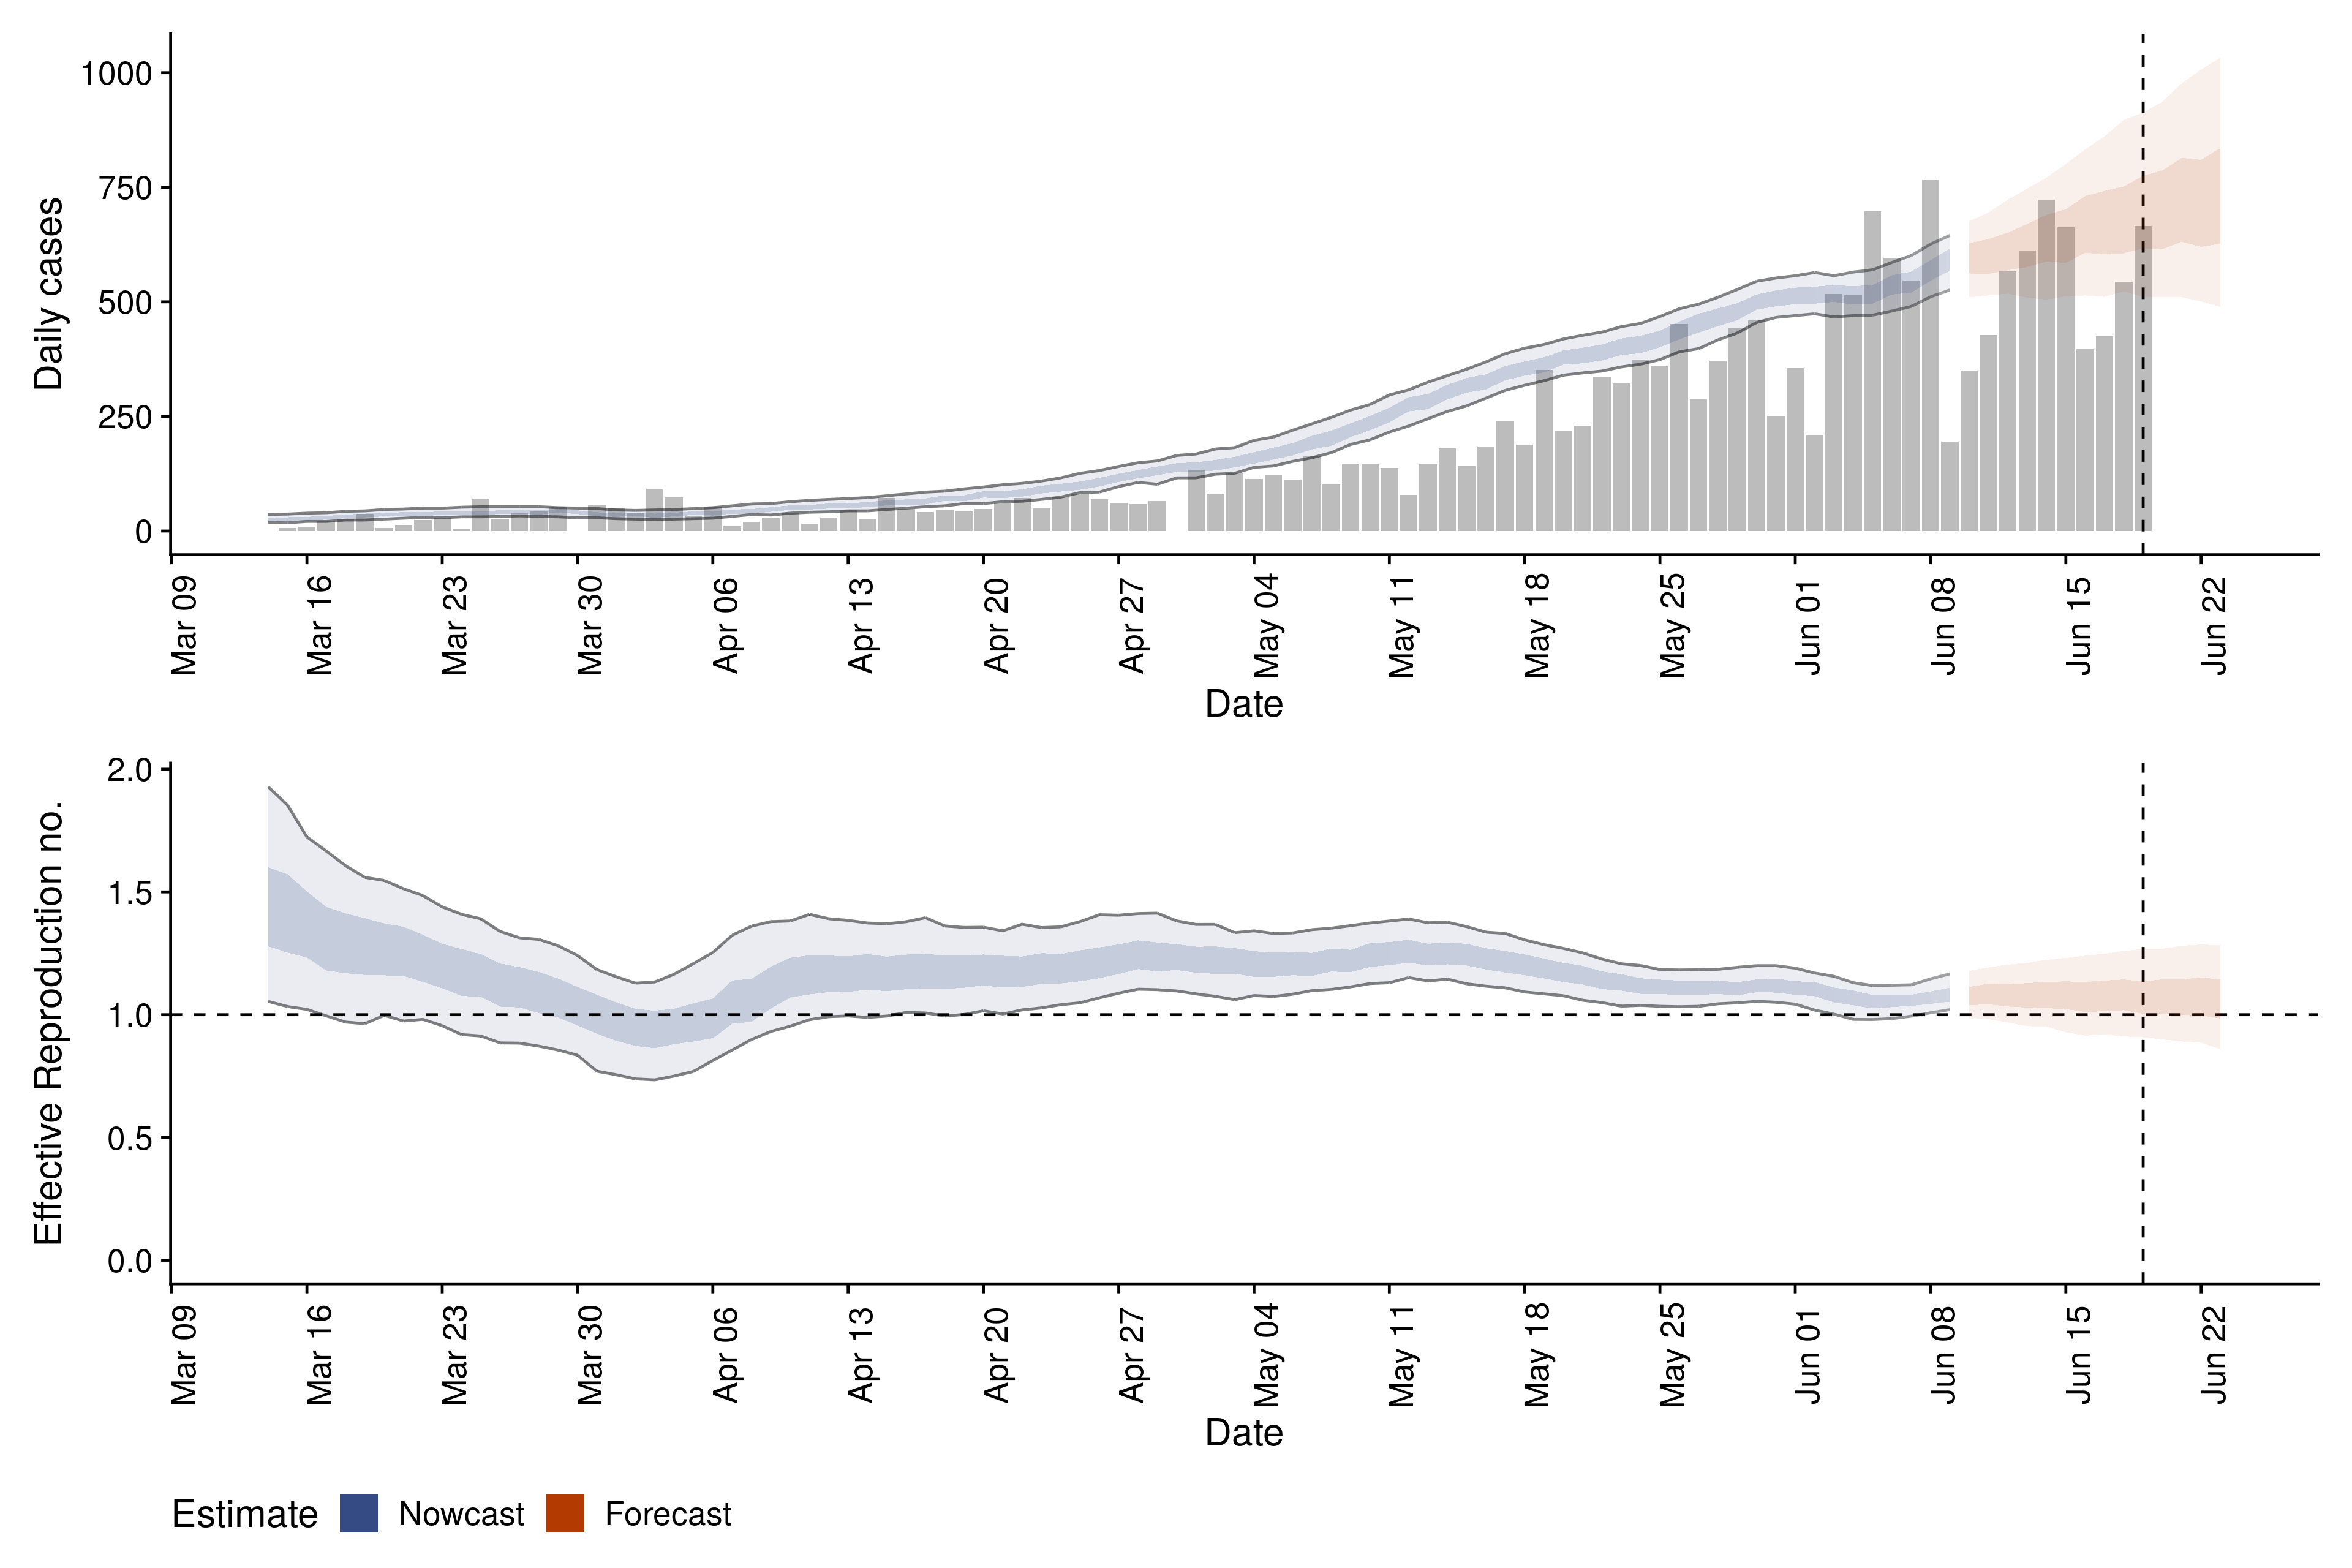 Daily cases
1000
750
500
250
0
Mar 09
Mar 16
Mar 23
Mar 30
Apr 06
Apr 13
Apr 20
Apr 27
May 04
May 11
May 18
May 25
Jun 01
Jun 08
Jun 15
Jun 22
Date
Effective Reproduction no.
2.0
1.5
1.0
0.5
0.0
Mar 09
Mar 16
Mar 23
Mar 30
Apr 06
Apr 13
Apr 20
Apr 27
May 04
May 11
May 18
May 25
Jun 01
Jun 08
Jun 15
Jun 22
Date
Estimate Nowcast Forecast